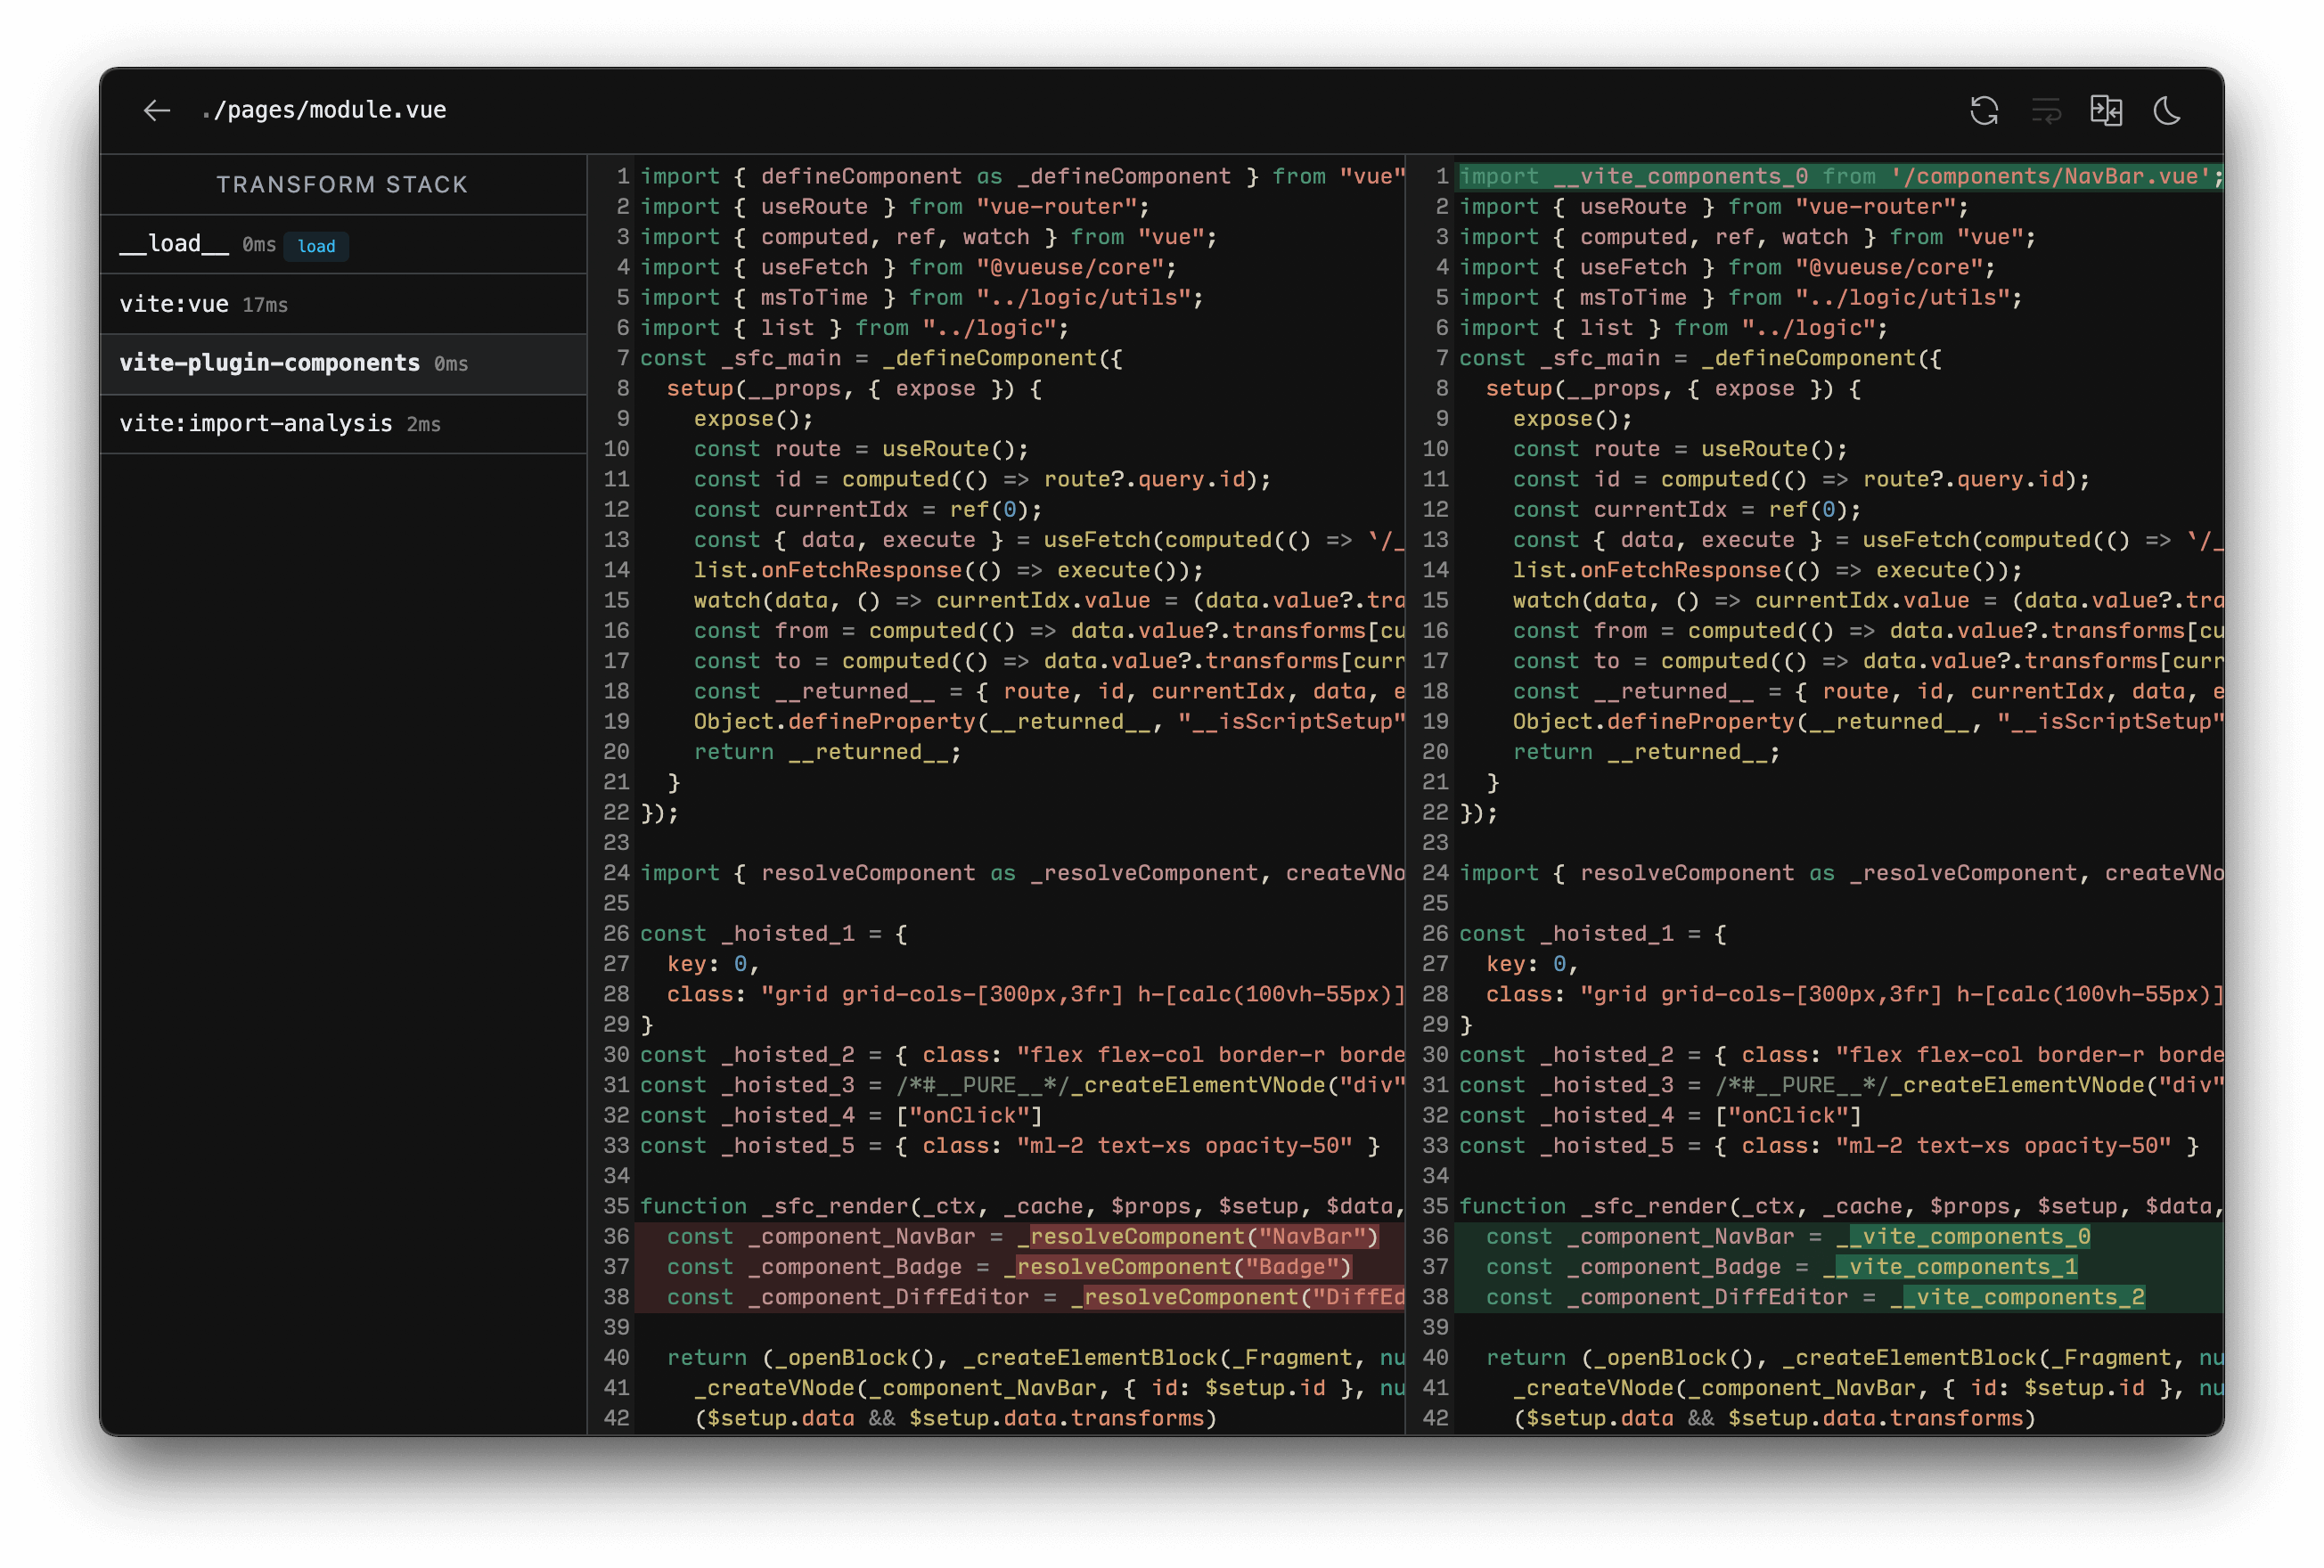 ./pages/module.vue
TRANSFORM STACK
__load__ 0ms load
vite:vue 17ms
vite-plugin-components 0ms
vite:import-analysis 2ms
1 import { defineComponent as _defineComponent } from "vue"
2 import { useRoute } from "vue-router";
3 import { computed, ref, watch } from "vue";
4 import { useFetch } from "@vueuse/core";
5 import { msToTime } from "../logic/utils";
6 import { list } from "../logic";
7 const _sfc_main = _defineComponent({
8   setup(__props, { expose }) {
9     expose();
10     const route = useRoute();
11     const id = computed(() => route?.query.id);
12     const currentIdx = ref(0);
13     const { data, execute } = useFetch(computed(() => `/_
14     list.onFetchResponse(() => execute());
15     watch(data, () => currentIdx.value = (data.value?.tra
16     const from = computed(() => data.value?.transforms[cu
17     const to = computed(() => data.value?.transforms[curr
18     const __returned__ = { route, id, currentIdx, data, e
19     Object.defineProperty(__returned__, "__isScriptSetup"
20     return __returned__;
21   }
22 });
23
24 import { resolveComponent as _resolveComponent, createVNo
25
26 const _hoisted_1 = {
27   key: 0,
28   class: "grid grid-cols-[300px,3fr] h-[calc(100vh-55px)]
29 }
30 const _hoisted_2 = { class: "flex flex-col border-r borde
31 const _hoisted_3 = /*#__PURE__*/_createElementVNode("div"
32 const _hoisted_4 = ["onClick"]
33 const _hoisted_5 = { class: "ml-2 text-xs opacity-50" }
34
35 function _sfc_render(_ctx, _cache, $props, $setup, $data,
36   const _component_NavBar = _resolveComponent("NavBar")
37   const _component_Badge = _resolveComponent("Badge")
38   const _component_DiffEditor = _resolveComponent("DiffEd
39
40   return (_openBlock(), _createElementBlock(_Fragment, nu
41     _createVNode(_component_NavBar, { id: $setup.id }, nu
42     ($setup.data && $setup.data.transforms)
1 import __vite_components_0 from '/components/NavBar.vue';
2 import { useRoute } from "vue-router";
3 import { computed, ref, watch } from "vue";
4 import { useFetch } from "@vueuse/core";
5 import { msToTime } from "../logic/utils";
6 import { list } from "../logic";
7 const _sfc_main = _defineComponent({
8   setup(__props, { expose }) {
9     expose();
10     const route = useRoute();
11     const id = computed(() => route?.query.id);
12     const currentIdx = ref(0);
13     const { data, execute } = useFetch(computed(() => `/_
14     list.onFetchResponse(() => execute());
15     watch(data, () => currentIdx.value = (data.value?.tra
16     const from = computed(() => data.value?.transforms[cu
17     const to = computed(() => data.value?.transforms[curr
18     const __returned__ = { route, id, currentIdx, data, e
19     Object.defineProperty(__returned__, "__isScriptSetup"
20     return __returned__;
21   }
22 });
23
24 import { resolveComponent as _resolveComponent, createVNo
25
26 const _hoisted_1 = {
27   key: 0,
28   class: "grid grid-cols-[300px,3fr] h-[calc(100vh-55px)]
29 }
30 const _hoisted_2 = { class: "flex flex-col border-r borde
31 const _hoisted_3 = /*#__PURE__*/_createElementVNode("div"
32 const _hoisted_4 = ["onClick"]
33 const _hoisted_5 = { class: "ml-2 text-xs opacity-50" }
34
35 function _sfc_render(_ctx, _cache, $props, $setup, $data,
36   const _component_NavBar = __vite_components_0
37   const _component_Badge = __vite_components_1
38   const _component_DiffEditor = __vite_components_2
39
40   return (_openBlock(), _createElementBlock(_Fragment, nu
41     _createVNode(_component_NavBar, { id: $setup.id }, nu
42     ($setup.data && $setup.data.transforms)